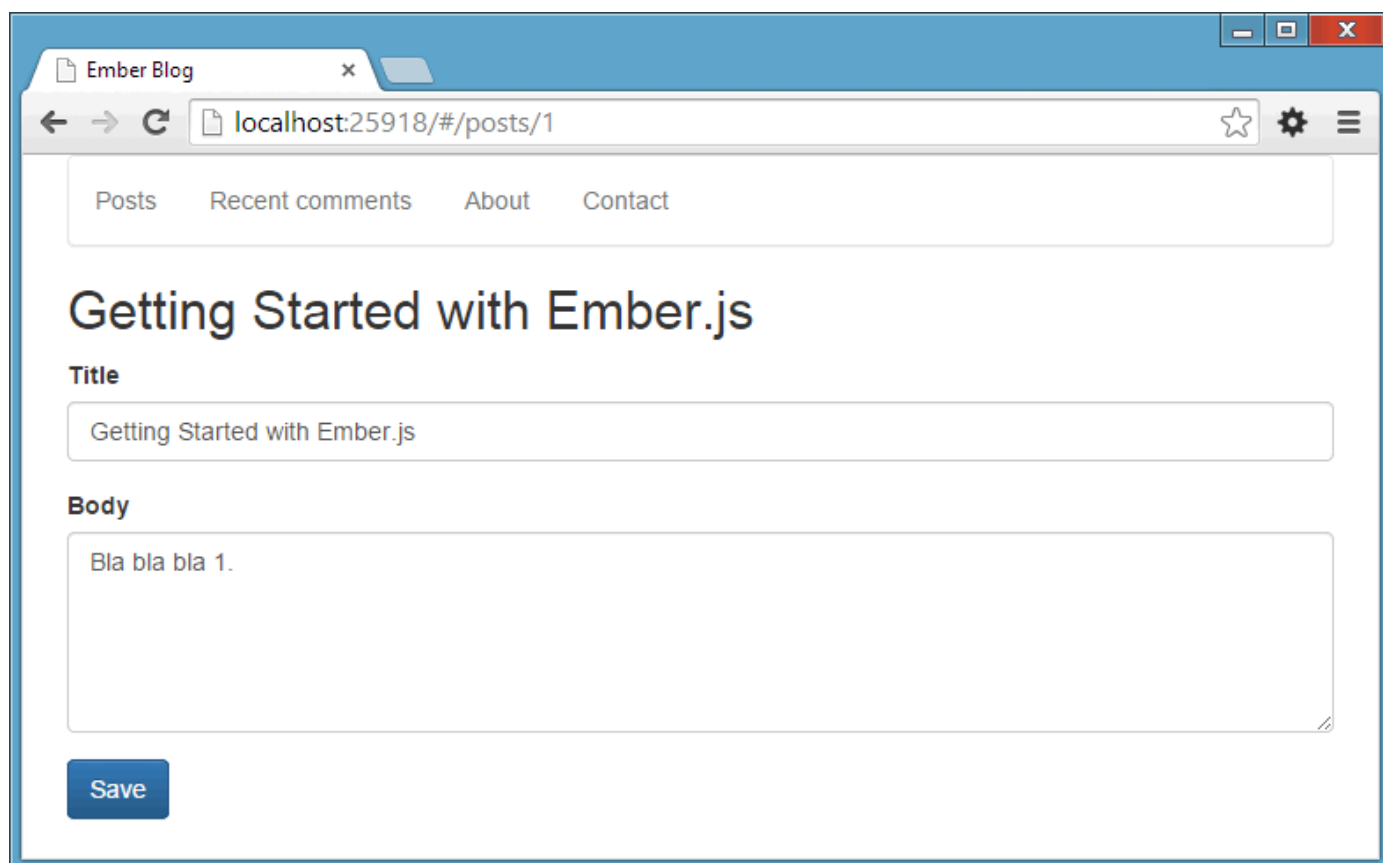 Ember Blog
localhost:25918/#/posts/1
Posts Recent comments About Contact
Getting Started with Ember.js
Title
Getting Started with Ember.js
Body
Bla bla bla 1.
Save